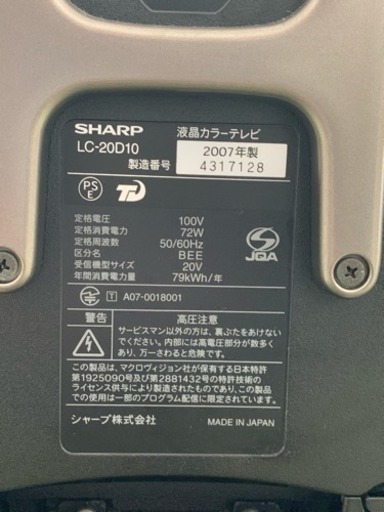 SHARP 液晶カラーテレビ
LC-20D10 2007年製
製造番号 4317128
PS
E
定格電圧 100V
定格消費電力 72W
定格周波数 50/60Hz
区分名 BEE
受信機型サイズ 20V
年間消費電力量 79kWh/年
JQA
T A07-0018001
警告 高圧注意
サービスマン以外の方は、裏ぶたをあけない
でください。内部には高電圧部分が数多く
あり、万一さわると危険です。
この製品は、マクロヴィジョン社が保有する日本特許
第1925090号及び第2881432号の特許技術の
ライセンス供与により製造されたものであり、この製品
での使用は一部のプログラム配信に限定されます。
シャープ株式会社 MADE IN JAPAN